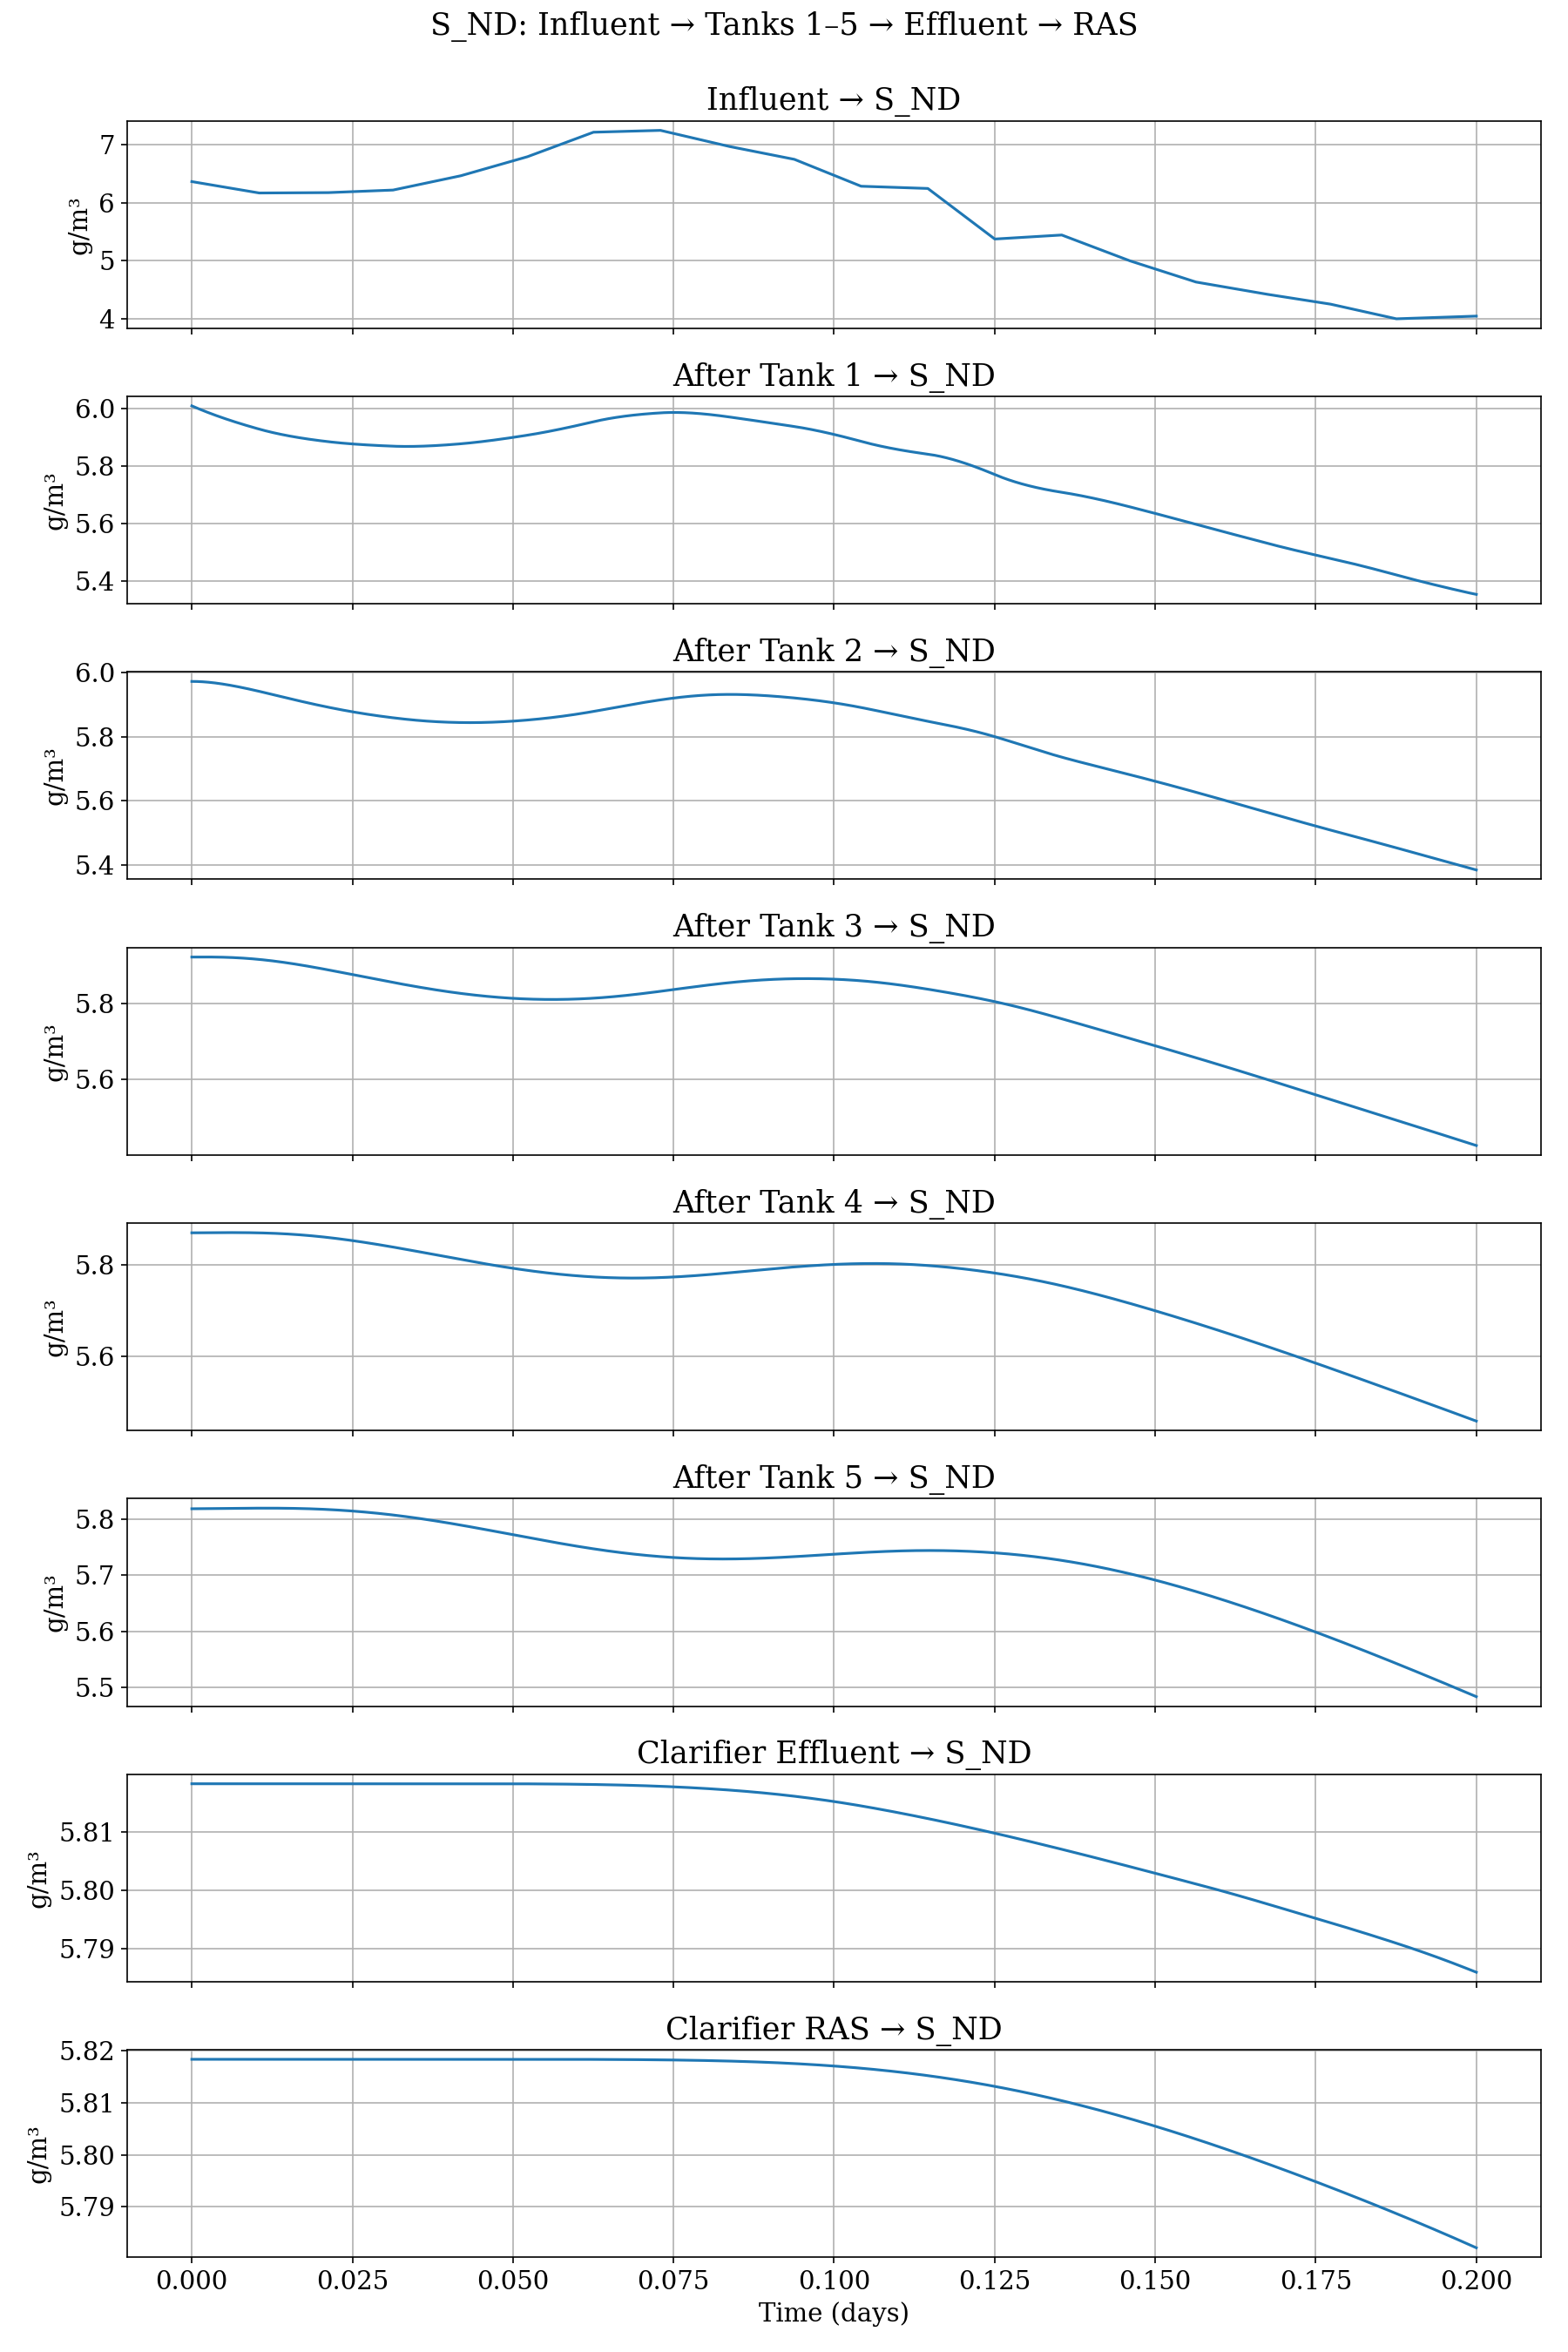 S_ND: Influent → Tanks 1–5 → Effluent → RAS
Influent → S_ND
7
6
5
4
g/m³
After Tank 1 → S_ND
6.0
5.8
5.6
5.4
g/m³
After Tank 2 → S_ND
6.0
5.8
5.6
5.4
g/m³
After Tank 3 → S_ND
5.8
5.6
g/m³
After Tank 4 → S_ND
5.8
5.6
g/m³
After Tank 5 → S_ND
5.8
5.7
5.6
5.5
g/m³
Clarifier Effluent → S_ND
5.81
5.80
5.79
g/m³
Clarifier RAS → S_ND
5.82
5.81
5.80
5.79
g/m³
0.000 0.025 0.050 0.075 0.100 0.125 0.150 0.175 0.200
Time (days)